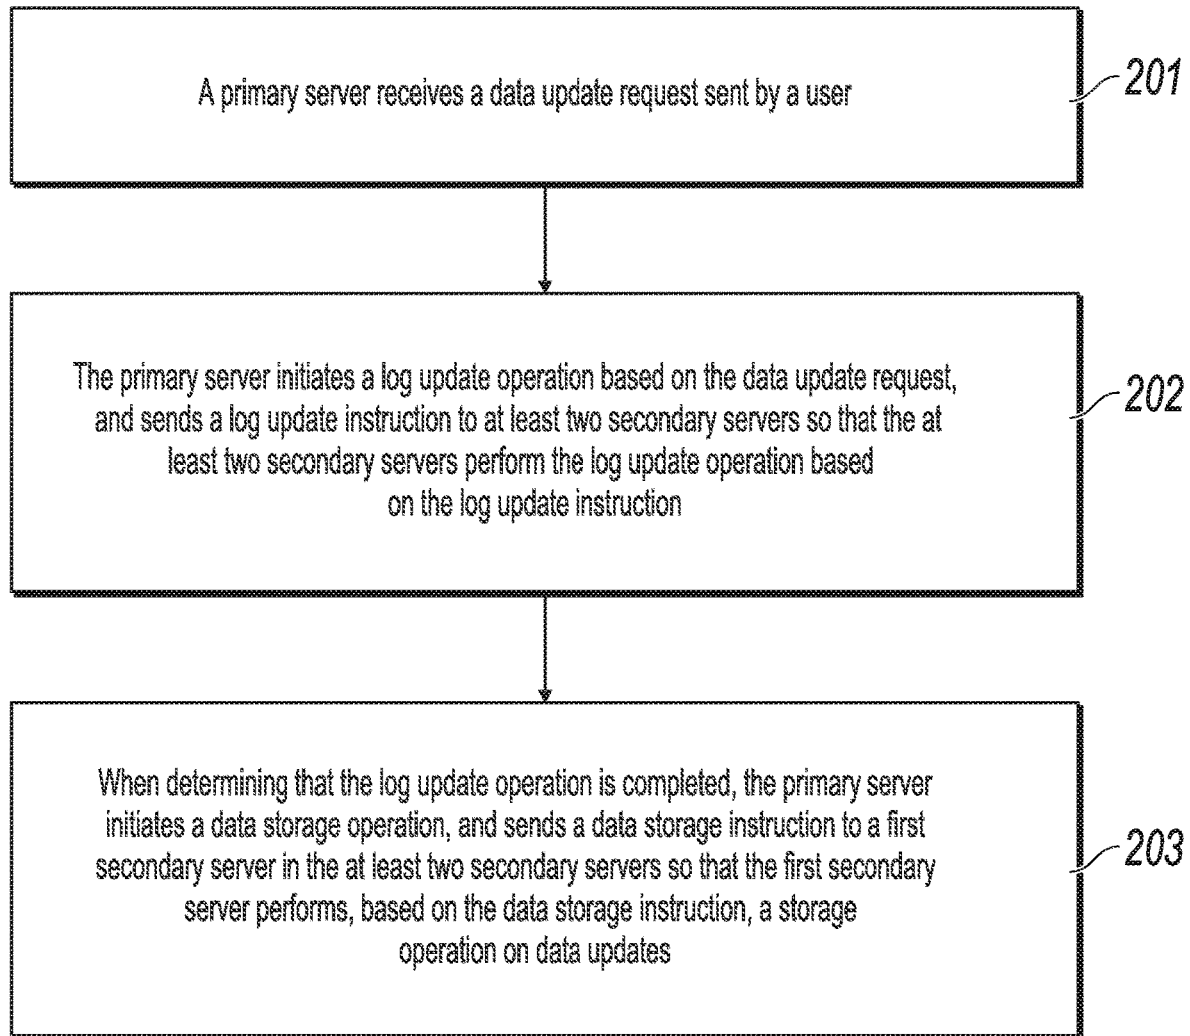 A primary server receives a data update request sent by a user
201
The primary server initiates a log update operation based on the data update request,
and sends a log update instruction to at least two secondary servers so that the at
least two secondary servers perform the log update operation based
on the log update instruction
202
When determining that the log update operation is completed, the primary server
initiates a data storage operation, and sends a data storage instruction to a first
secondary server in the at least two secondary servers so that the first secondary
server performs, based on the data storage instruction, a storage
operation on data updates
203